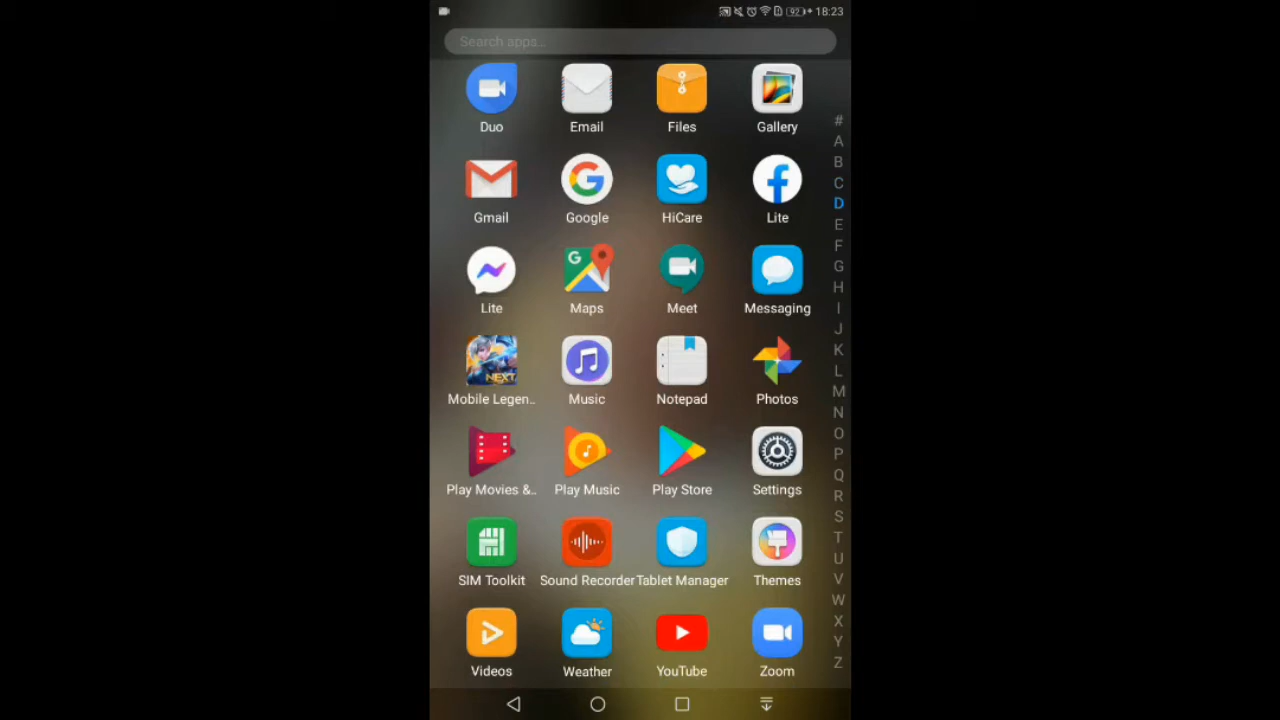 92 18:23
Search apps...
Duo Email Files Gallery
Gmail Google HiCare Lite
Lite Maps Meet Messaging
Mobile Legen.. Music Notepad Photos
Play Movies &.. Play Music Play Store Settings
SIM Toolkit Sound Recorder Tablet Manager Themes
Videos Weather YouTube Zoom
G
NEXT
#
A
B
C
D
E
F
G
H
I
J
K
L
M
N
O
P
Q
R
S
T
U
V
W
X
Y
Z